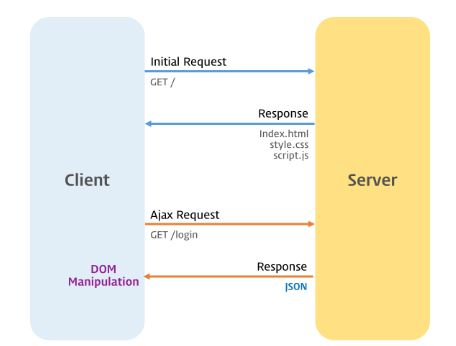 Initial Request
GET /
Response
Index.html
style.css
script.js
Client
Server
Ajax Request
GET /login
Response
JSON
DOM
Manipulation